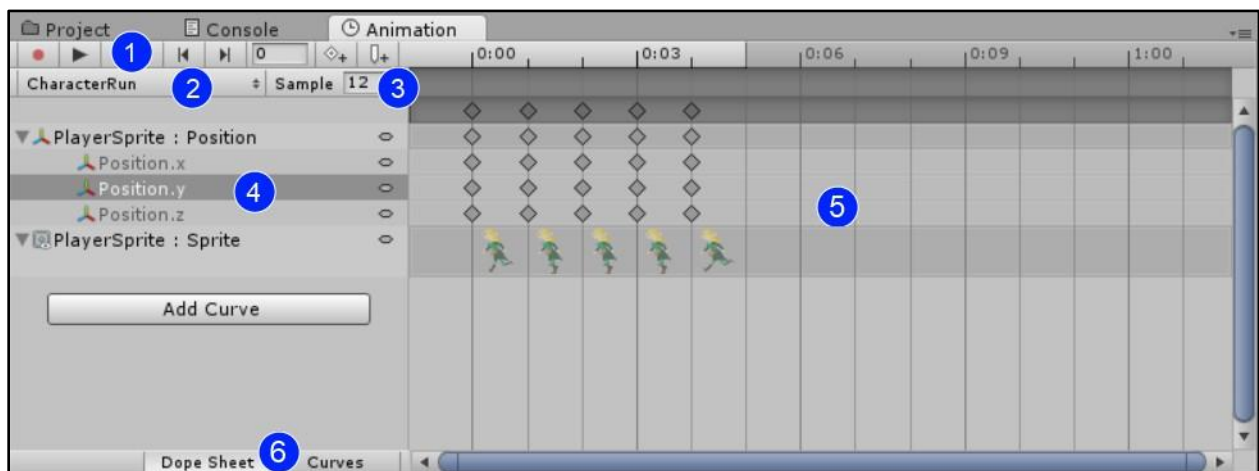 Project Console Animation
1 0 0:00 0:03 0:06 0:09 1:00
CharacterRun 2 Sample 12 3
PlayerSprite : Position
Position.x
Position.y 4 5
Position.z
PlayerSprite : Sprite
Add Curve
Dope Sheet 6 Curves